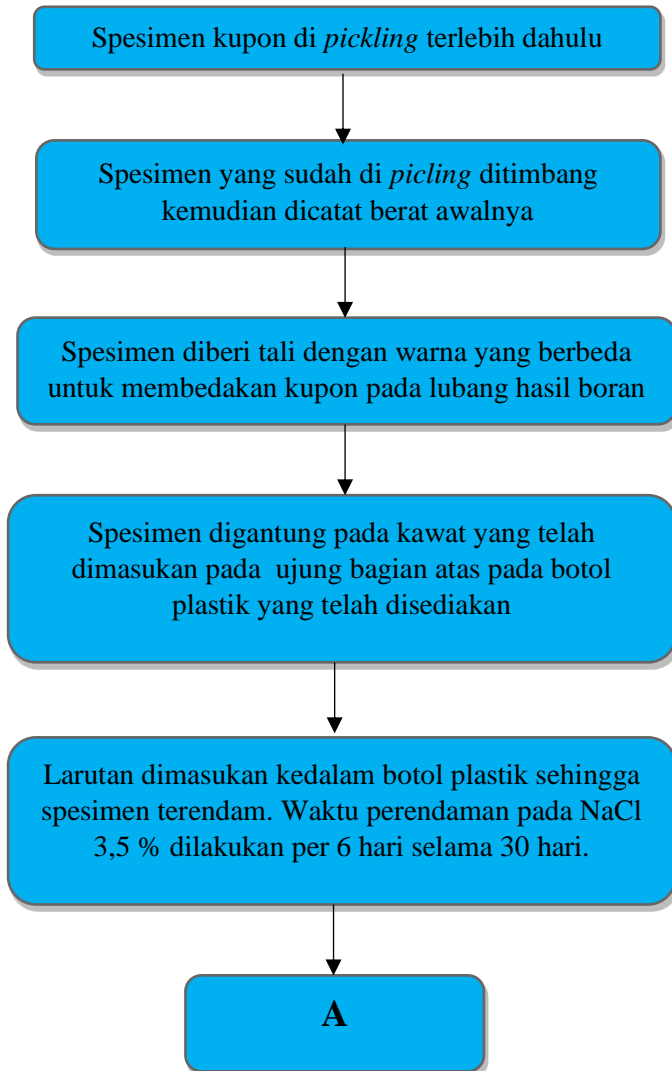 Spesimen kupon di pickling terlebih dahulu
Spesimen yang sudah di picling ditimbang
kemudian dicatat berat awalnya
Spesimen diberi tali dengan warna yang berbeda
untuk membedakan kupon pada lubang hasil boran
Spesimen digantung pada kawat yang telah
dimasukan pada ujung bagian atas pada botol
plastik yang telah disediakan
Larutan dimasukan kedalam botol plastik sehingga
spesimen terendam. Waktu perendaman pada NaCl
3,5 % dilakukan per 6 hari selama 30 hari.
A